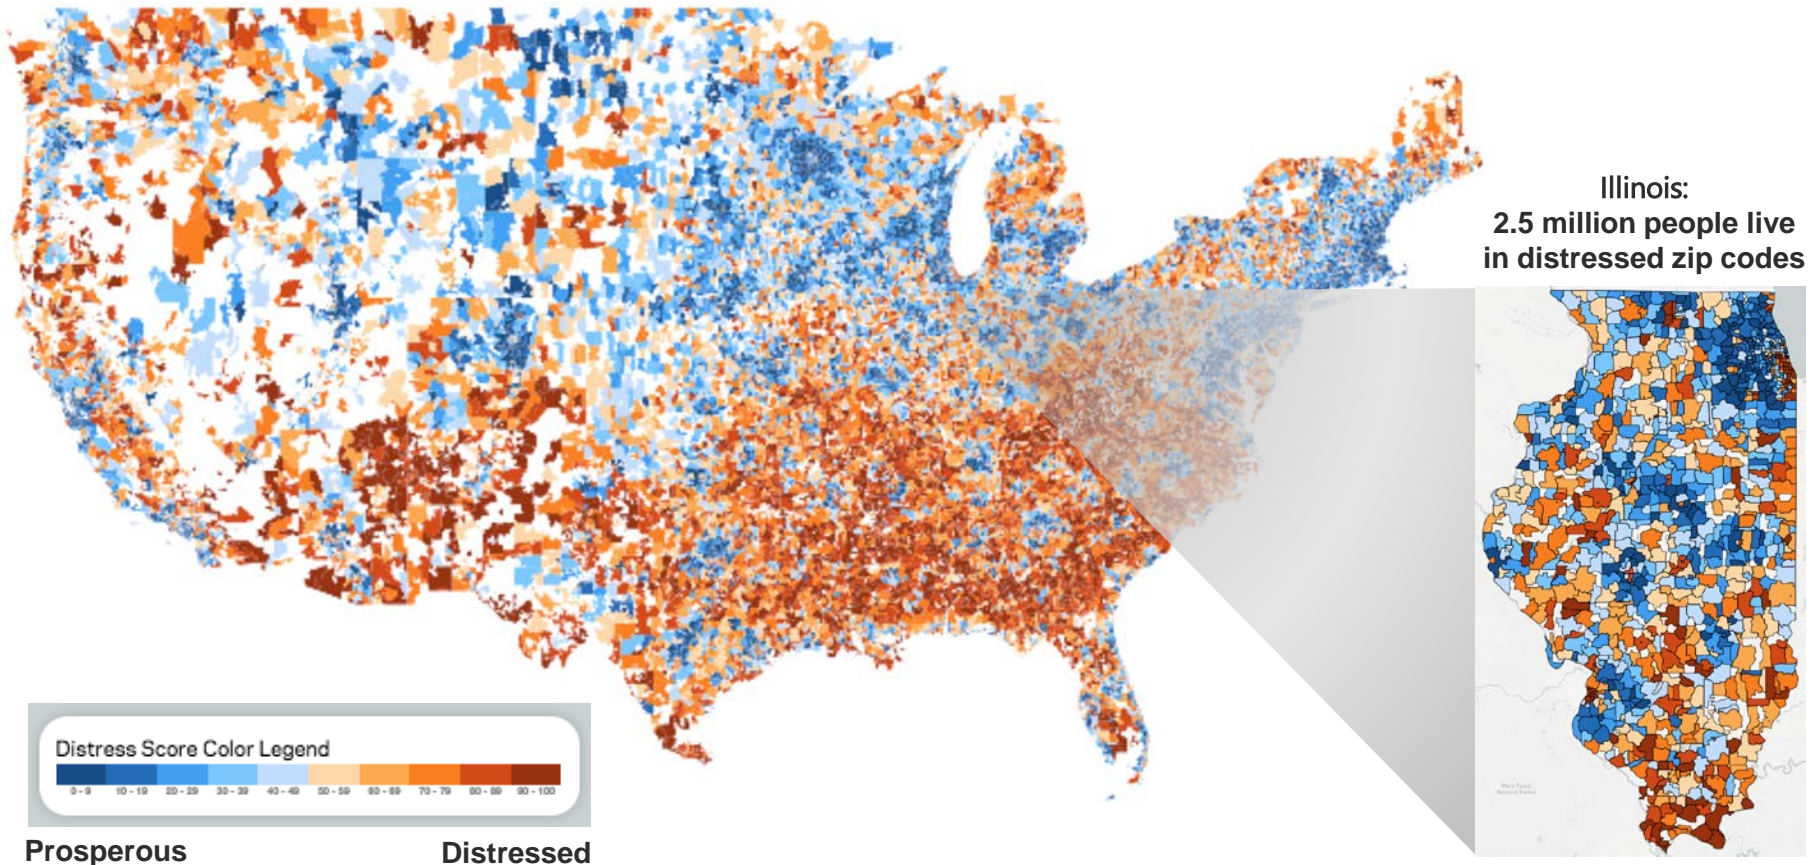 Illinois:
2.5 million people live
in distressed zip codes
Distress Score Color Legend
0 - 9 10 - 19 20 - 29 30 - 39 40 - 49 50 - 59 60 - 69 70 - 79 80 - 89 90 - 100
Prosperous Distressed